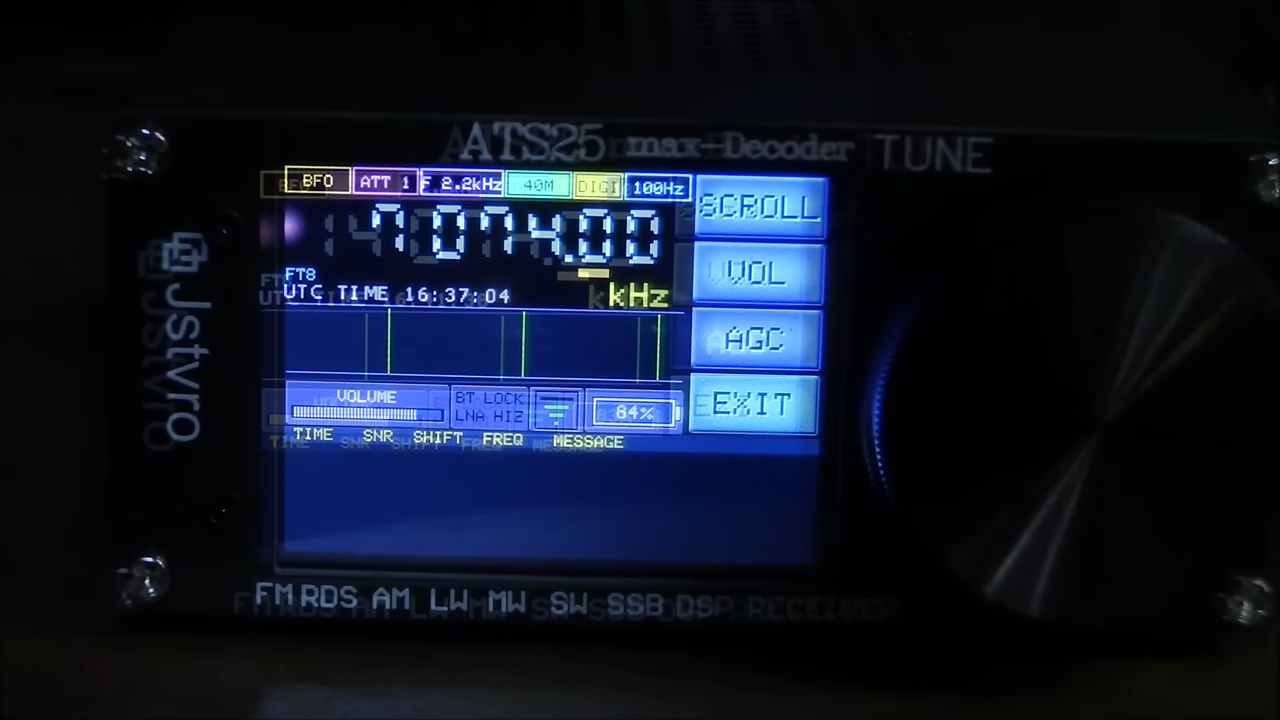 ATS25 max-Decoder TUNE
BFO ATT 1 F 2.2kHz 40M DIGI 100Hz
SCROLL
7074.00
VOL
FT8
UTC TIME 16:37:04 kHz
AGC
VOLUME BT LOCK
LNA HIZ
84%
EXIT
TIME SNR SHIFT FREQ MESSAGE
Jstvro
FM RDS AM LW MW SW SSB DSP RECEIVER